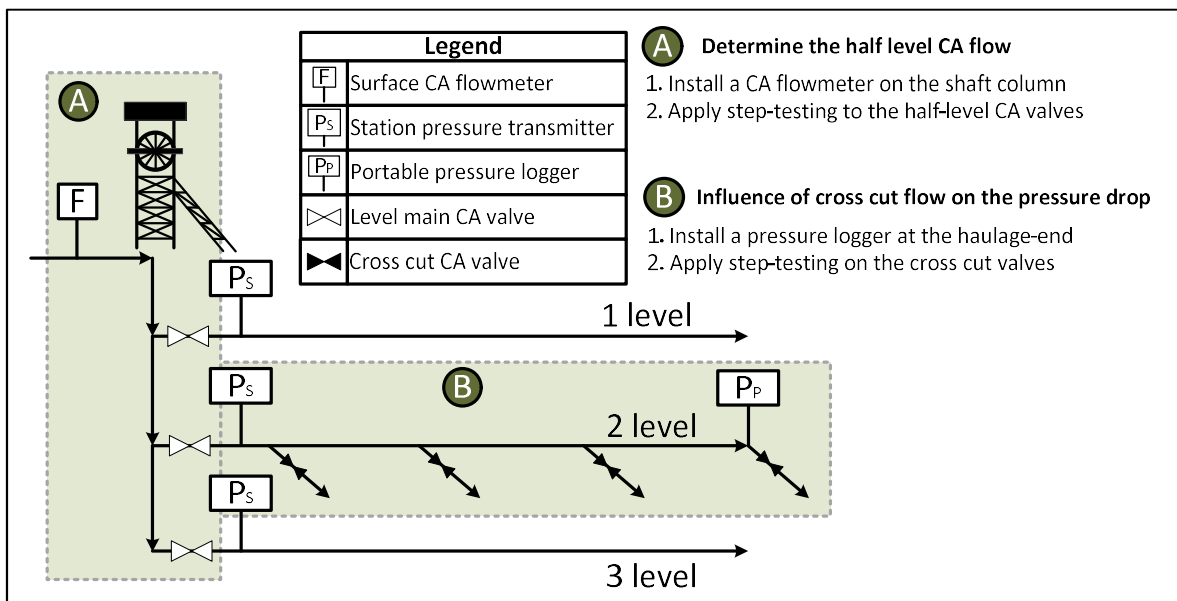 Legend
F Surface CA flowmeter
PS Station pressure transmitter
PP Portable pressure logger
Level main CA valve
Cross cut CA valve
A Determine the half level CA flow
1. Install a CA flowmeter on the shaft column
2. Apply step-testing to the half-level CA valves
B Influence of cross cut flow on the pressure drop
1. Install a pressure logger at the haulage-end
2. Apply step-testing on the cross cut valves
A
F
PS
1 level
PS
B
PP
2 level
PS
3 level